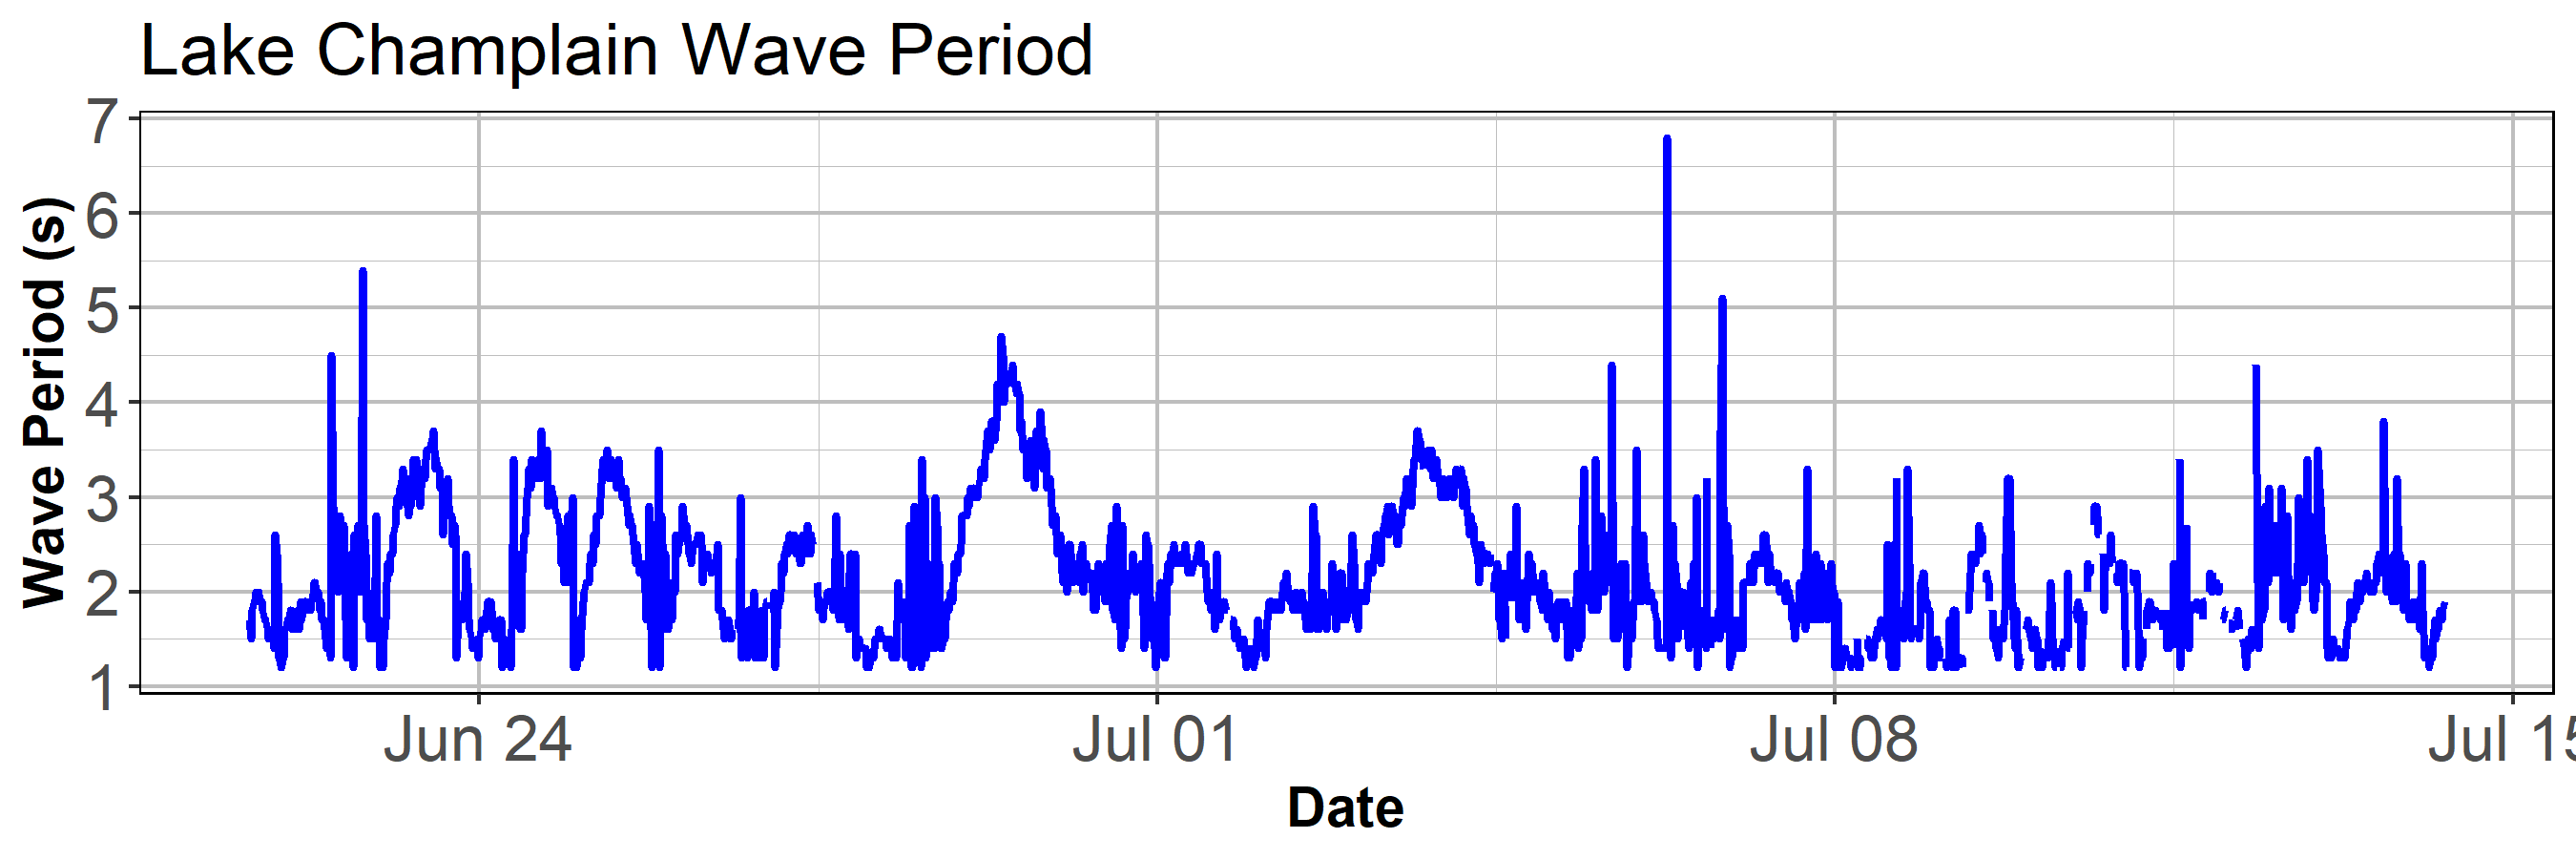 Lake Champlain Wave Period
Wave Period (s)
7
6
5
4
3
2
1
Jun 24
Jul 01
Jul 08
Jul 15
Date